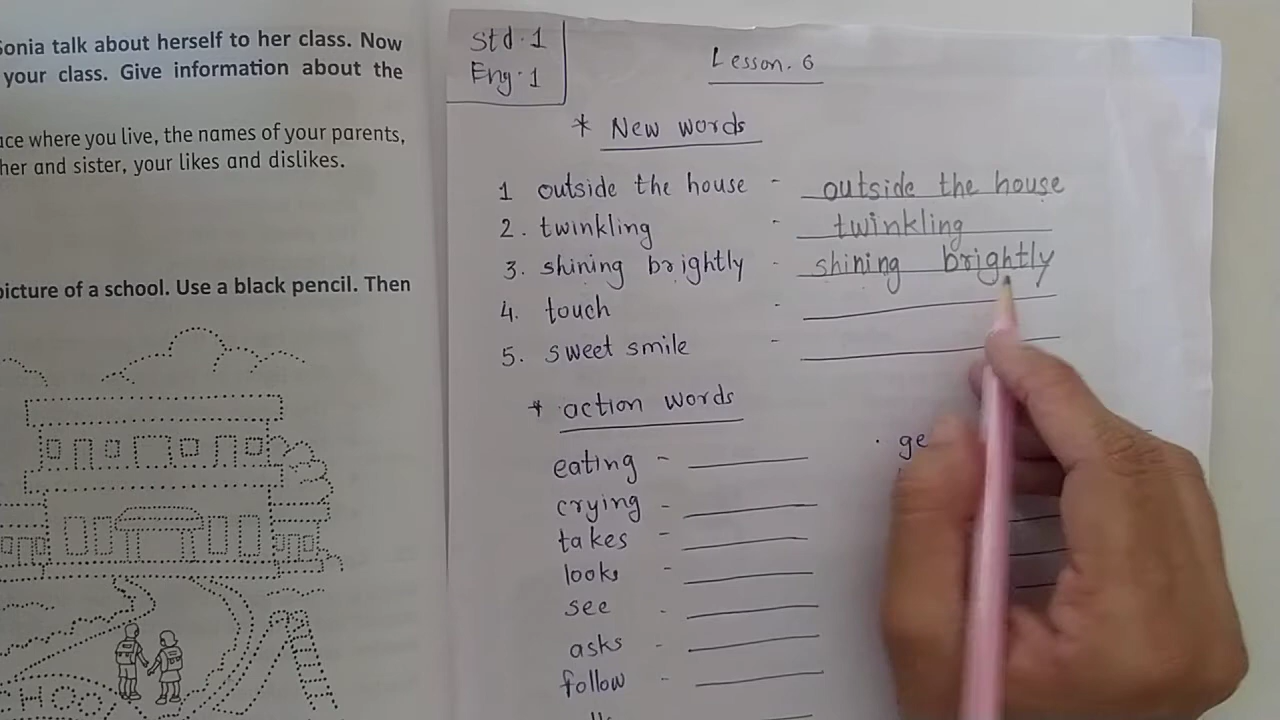 Sonia talk about herself to her class. Now
your class. Give information about the
ace where you live, the names of your parents,
her and sister, your likes and dislikes.
picture of a school. Use a black pencil. Then
Std. 1
Eng. 1
Lesson. 6
* New words
1 outside the house - outside the house
2. twinkling - twinkling
3. shining brightly - shining brightly
4. touch -
5. sweet smile -
* action words
eating -
crying -
takes -
looks -
see -
asks -
follow -